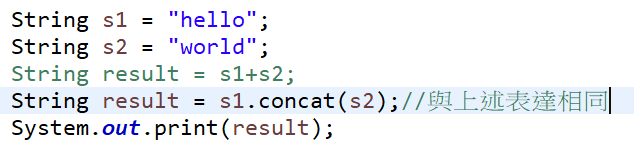 String s1 = "hello";
String s2 = "world";
String result = s1+s2;
String result = s1.concat(s2);//與上述表達相同
System.out.print(result);